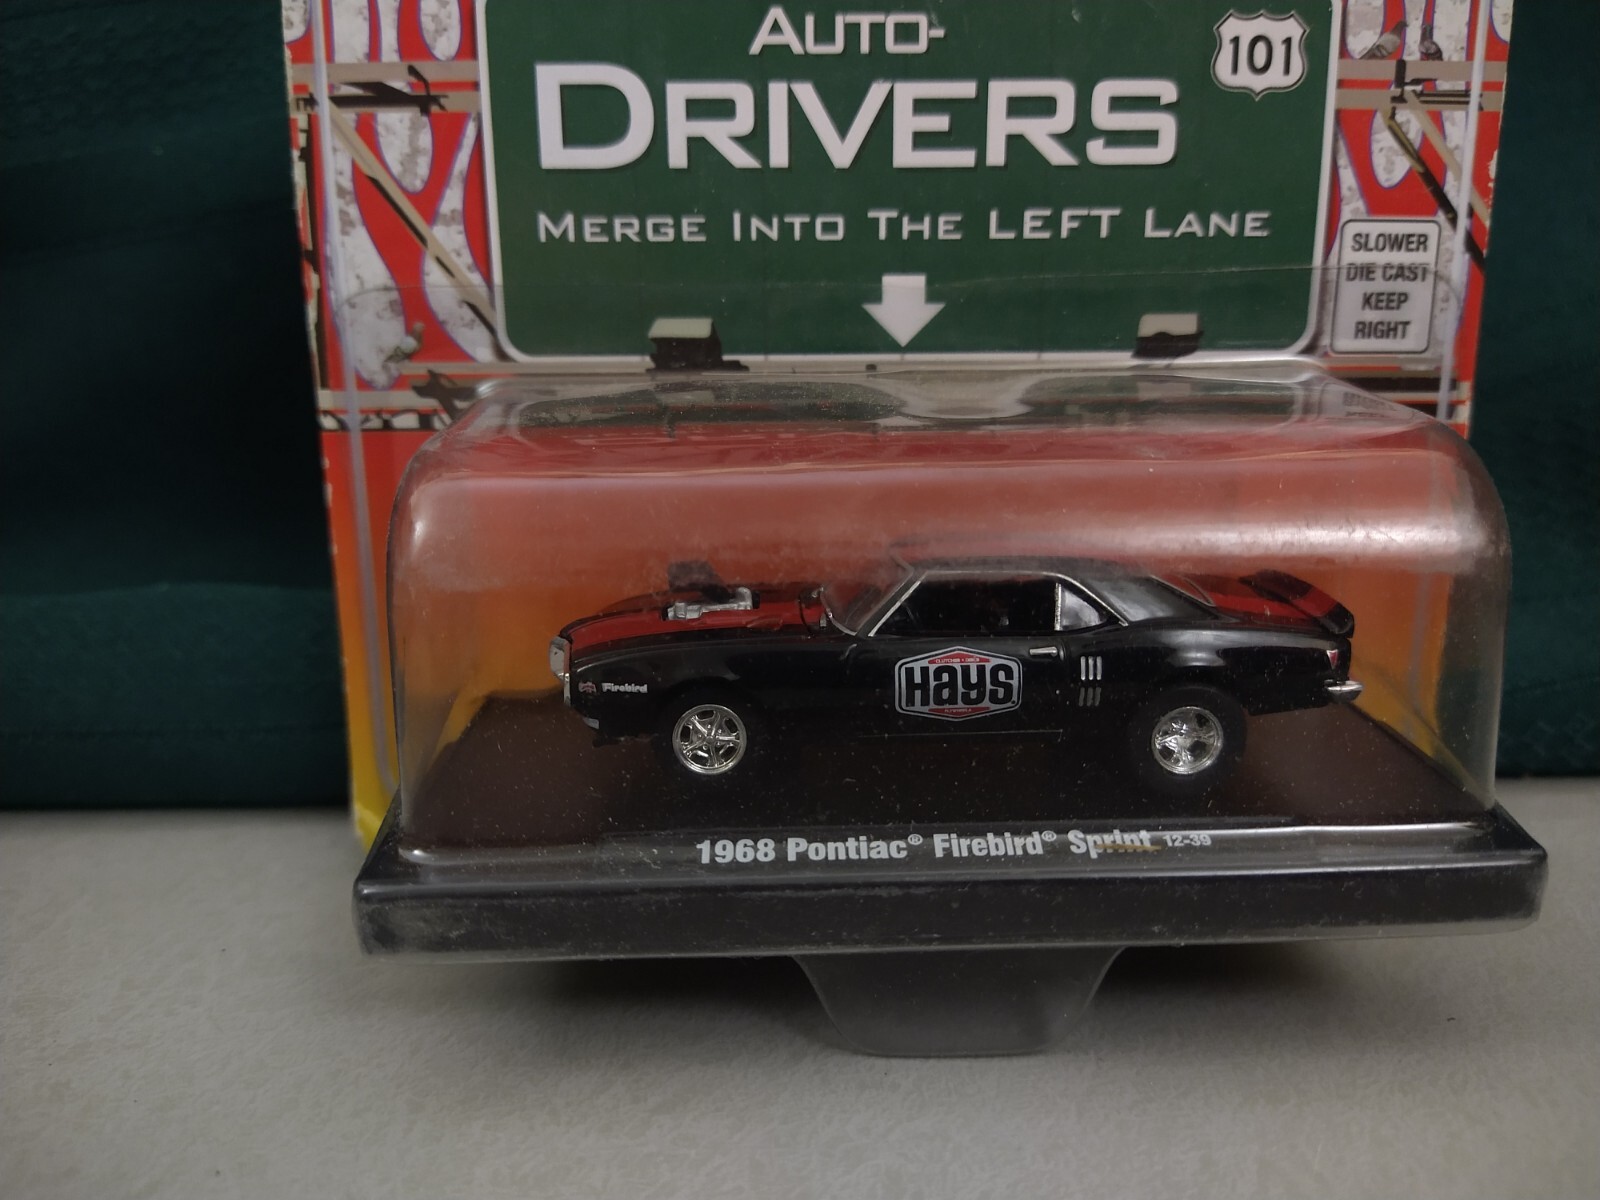 AUTO-
DRIVERS
101
MERGE INTO THE LEFT LANE
SLOWER
DIE CAST
KEEP
RIGHT
Hays
Firebird
1968 Pontiac® Firebird® Sprint 12-39